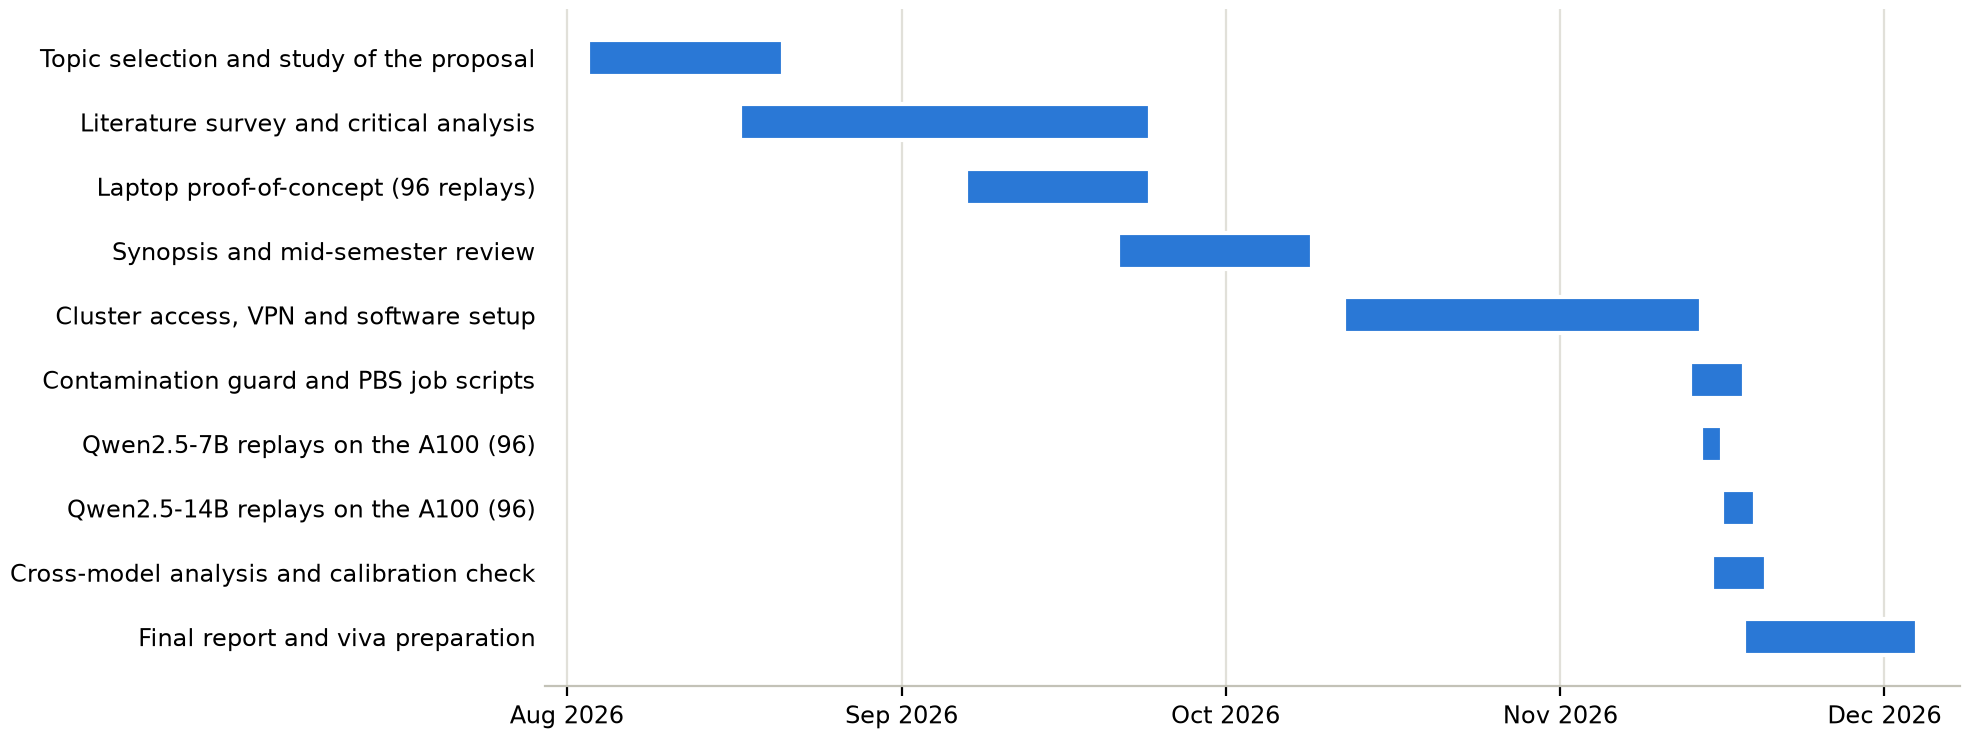 Topic selection and study of the proposal
Literature survey and critical analysis
Laptop proof-of-concept (96 replays)
Synopsis and mid-semester review
Cluster access, VPN and software setup
Contamination guard and PBS job scripts
Qwen2.5-7B replays on the A100 (96)
Qwen2.5-14B replays on the A100 (96)
Cross-model analysis and calibration check
Final report and viva preparation
Aug 2026 Sep 2026 Oct 2026 Nov 2026 Dec 2026